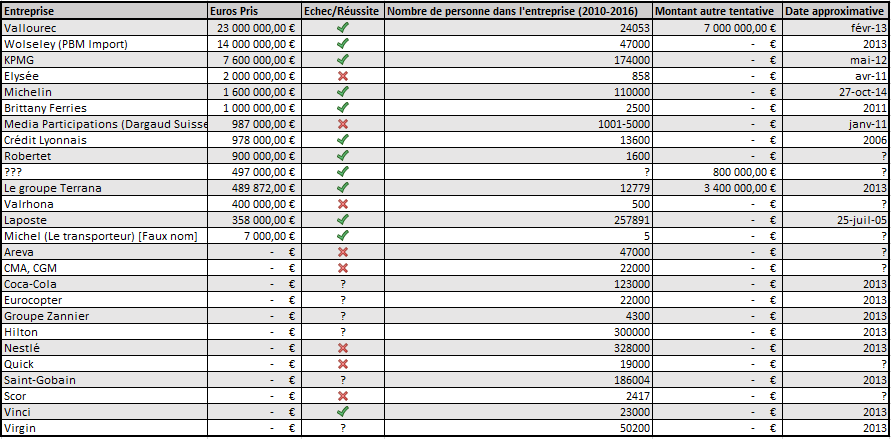 Entreprise Euros Pris Echec/Réussite Nombre de personne dans l'entreprise (2010-2016) Montant autre tentative Date approximative
Vallourec 23 000 000,00 € ✔ 24053 7 000 000,00 € févr-13
Wolseley (PBM Import) 14 000 000,00 € ✔ 47000 - € 2013
KPMG 7 600 000,00 € ✔ 174000 - € mai-12
Elysée 2 000 000,00 € ✖ 858 - € avr-11
Michelin 1 600 000,00 € ✔ 110000 - € 27-oct-14
Brittany Ferries 1 000 000,00 € ✔ 2500 - € 2011
Media Participations (Dargaud Suisse 987 000,00 € ✖ 1001-5000 - € janv-11
Crédit Lyonnais 978 000,00 € ✔ 13600 - € 2006
Robertet 900 000,00 € ✔ 1600 - € ?
??? 497 000,00 € ✔ ? 800 000,00 € ?
Le groupe Terrana 489 872,00 € ✔ 12779 3 400 000,00 € 2013
Valrhona 400 000,00 € ✖ 500 - € ?
Laposte 358 000,00 € ✔ 257891 - € 25-juil-05
Michel (Le transporteur) [Faux nom] 7 000,00 € ✔ 5 - € ?
Areva - € ✖ 47000 - € ?
CMA, CGM - € ✖ 22000 - € ?
Coca-Cola - € ? 123000 - € 2013
Eurocopter - € ? 22000 - € 2013
Groupe Zannier - € ? 4300 - € 2013
Hilton - € ? 300000 - € 2013
Nestlé - € ✖ 328000 - € 2013
Quick - € ✖ 19000 - € ?
Saint-Gobain - € ? 186004 - € 2013
Scor - € ✖ 2417 - € ?
Vinci - € ✔ 23000 - € 2013
Virgin - € ? 50200 - € 2013